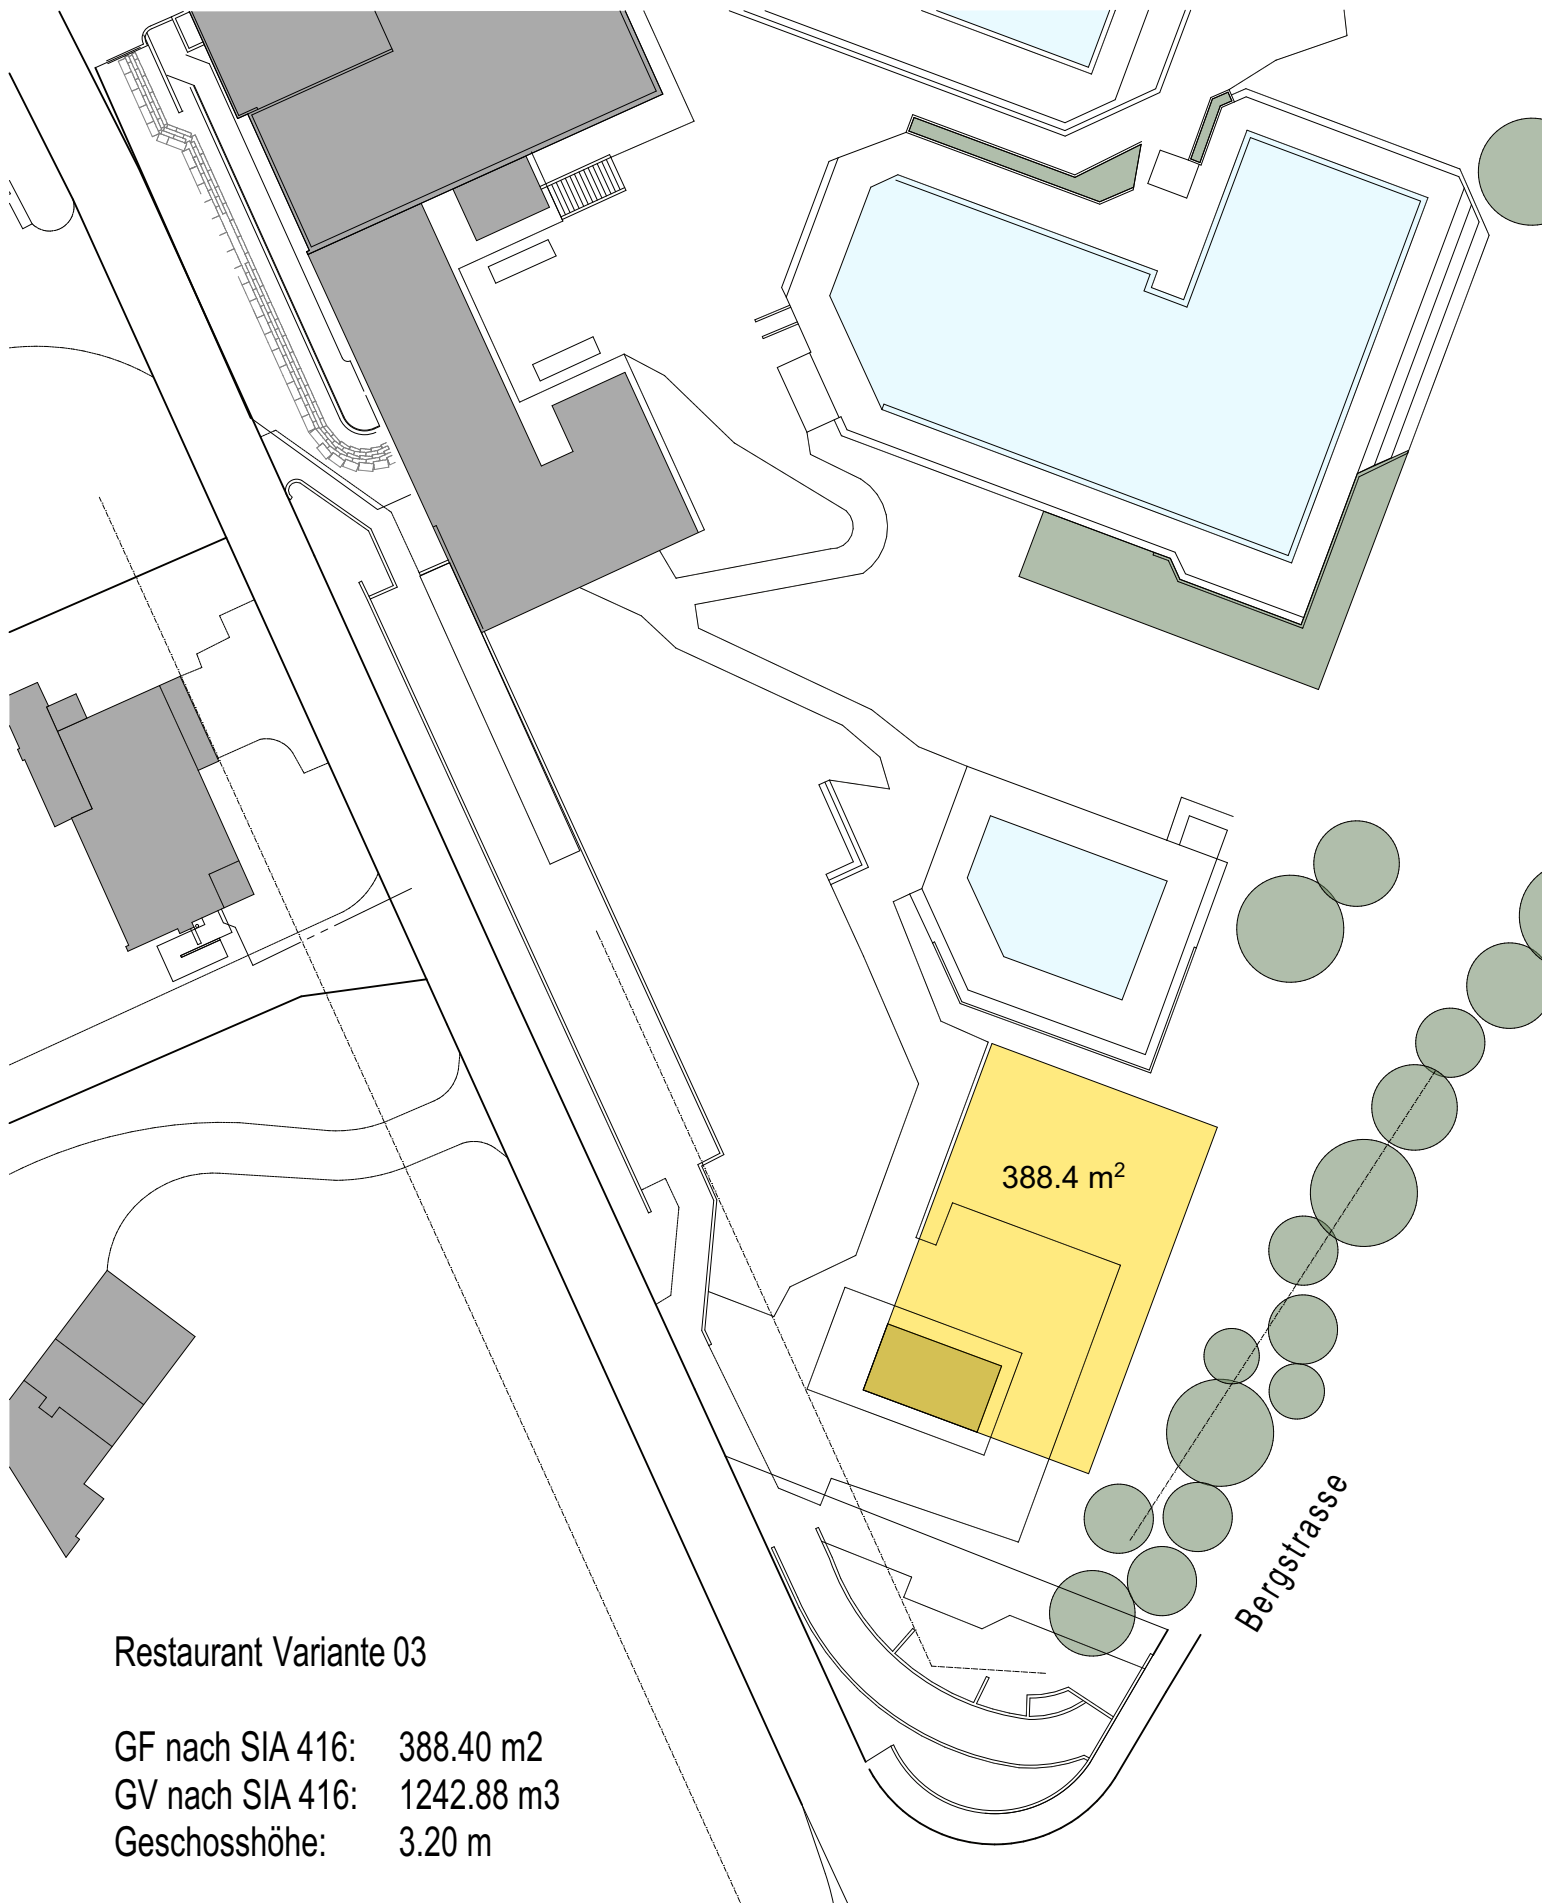 388.4 m²
Bergstrasse
Restaurant Variante 03
GF nach SIA 416: 388.40 m2
GV nach SIA 416: 1242.88 m3
Geschosshöhe: 3.20 m